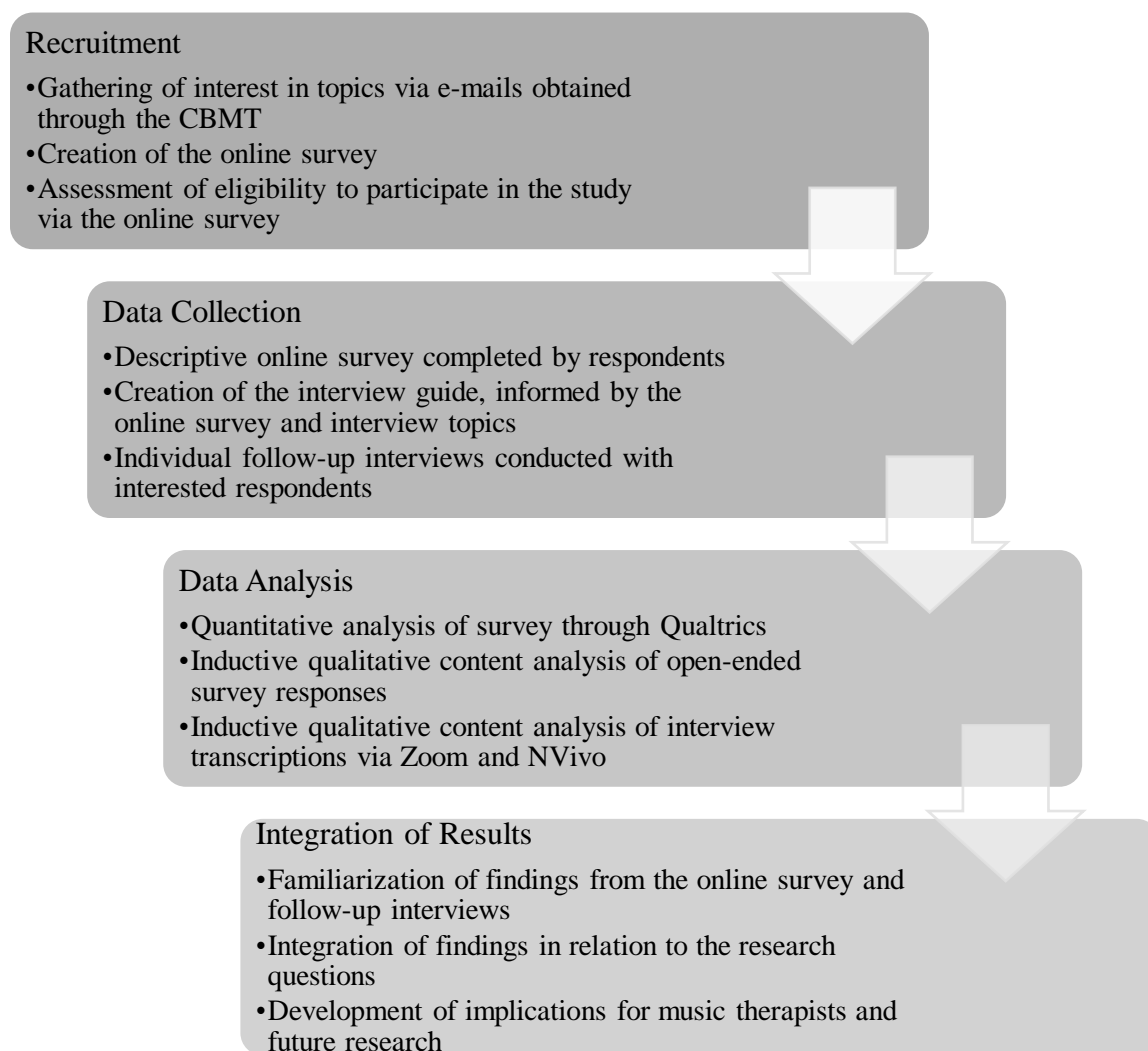 Recruitment
•Gathering of interest in topics via e-mails obtained
through the CBMT
•Creation of the online survey
•Assessment of eligibility to participate in the study
via the online survey
Data Collection
•Descriptive online survey completed by respondents
•Creation of the interview guide, informed by the
online survey and interview topics
•Individual follow-up interviews conducted with
interested respondents
Data Analysis
•Quantitative analysis of survey through Qualtrics
•Inductive qualitative content analysis of open-ended
survey responses
•Inductive qualitative content analysis of interview
transcriptions via Zoom and NVivo
Integration of Results
•Familiarization of findings from the online survey and
follow-up interviews
•Integration of findings in relation to the research
questions
•Development of implications for music therapists and
future research